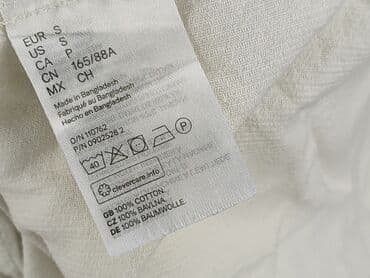 EUR S
US S
CA P
CN 165/88A
MX CH
Made in Bangladesh
Fabriqué au Bangladesh
Hecho en Bangladesh
O/N 110762
P/N 0902528 2
40 P
clevercare.info
GB 100% COTTON.
CZ 100% BAVLNA.
DE 100% BAUMWOLLE.